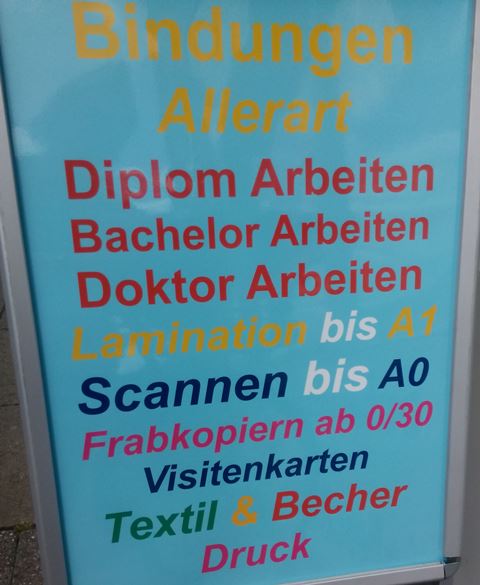 Bindungen
Allerart
Diplom Arbeiten
Bachelor Arbeiten
Doktor Arbeiten
Lamination bis A1
Scannen bis A0
Frabkopiern ab 0/30
Visitenkarten
Textil & Becher
Druck